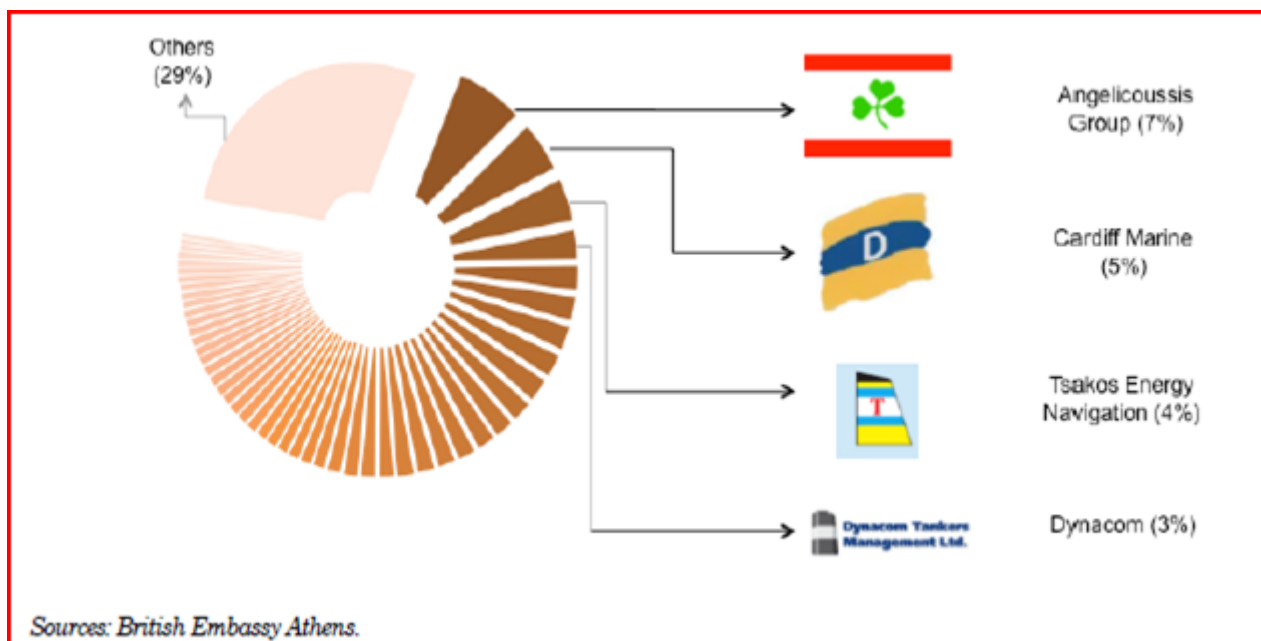 Others
(29%)
Angelicoussis
Group (7%)
D
Cardiff Marine
(5%)
T
Tsakos Energy
Navigation (4%)
Dynacom Tankers
Management Ltd.
Dynacom (3%)
Sources: British Embassy Athens.